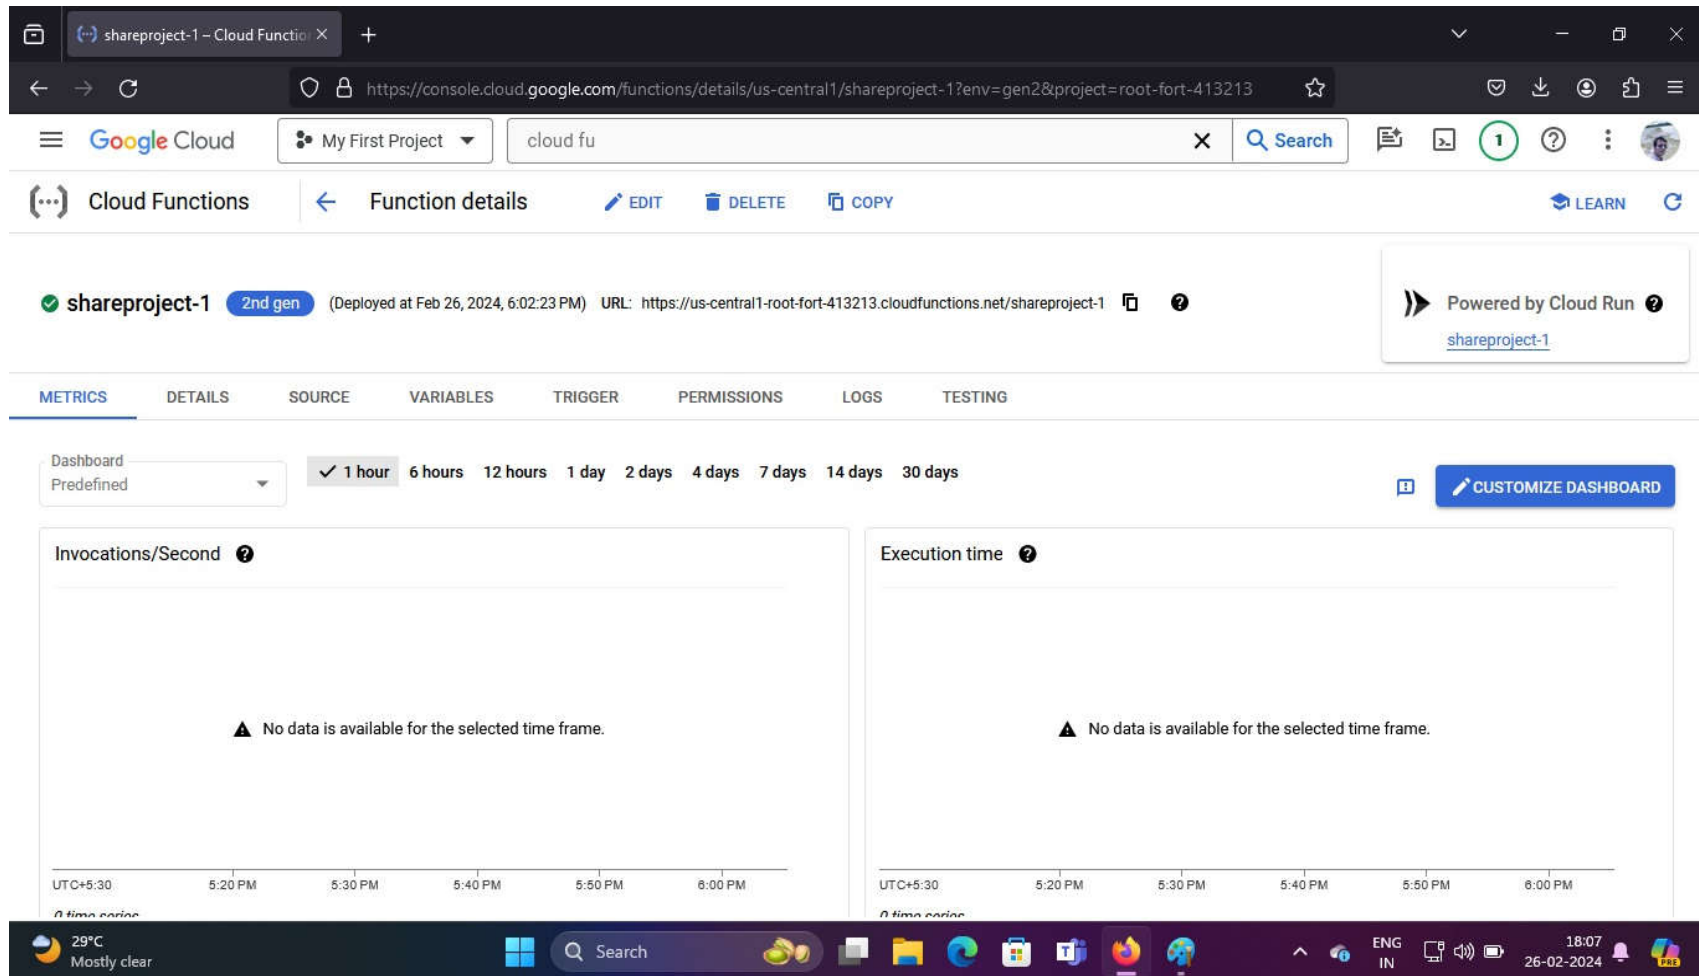 shareproject-1 – Cloud Functio
https://console.cloud.google.com/functions/details/us-central1/shareproject-1?env=gen2&project=root-fort-413213
Google Cloud My First Project cloud fu Search 1
Cloud Functions Function details EDIT DELETE COPY LEARN
shareproject-1 2nd gen (Deployed at Feb 26, 2024, 6:02:23 PM) URL: https://us-central1-root-fort-413213.cloudfunctions.net/shareproject-1
Powered by Cloud Run
shareproject-1
METRICS DETAILS SOURCE VARIABLES TRIGGER PERMISSIONS LOGS TESTING
Dashboard
Predefined
1 hour 6 hours 12 hours 1 day 2 days 4 days 7 days 14 days 30 days
CUSTOMIZE DASHBOARD
Invocations/Second
No data is available for the selected time frame.
UTC+5:30 5:20 PM 5:30 PM 5:40 PM 5:50 PM 6:00 PM
0 time series
Execution time
No data is available for the selected time frame.
UTC+5:30 5:20 PM 5:30 PM 5:40 PM 5:50 PM 6:00 PM
0 time series
29°C
Mostly clear
Search
ENG
IN
18:07
26-02-2024
PRE